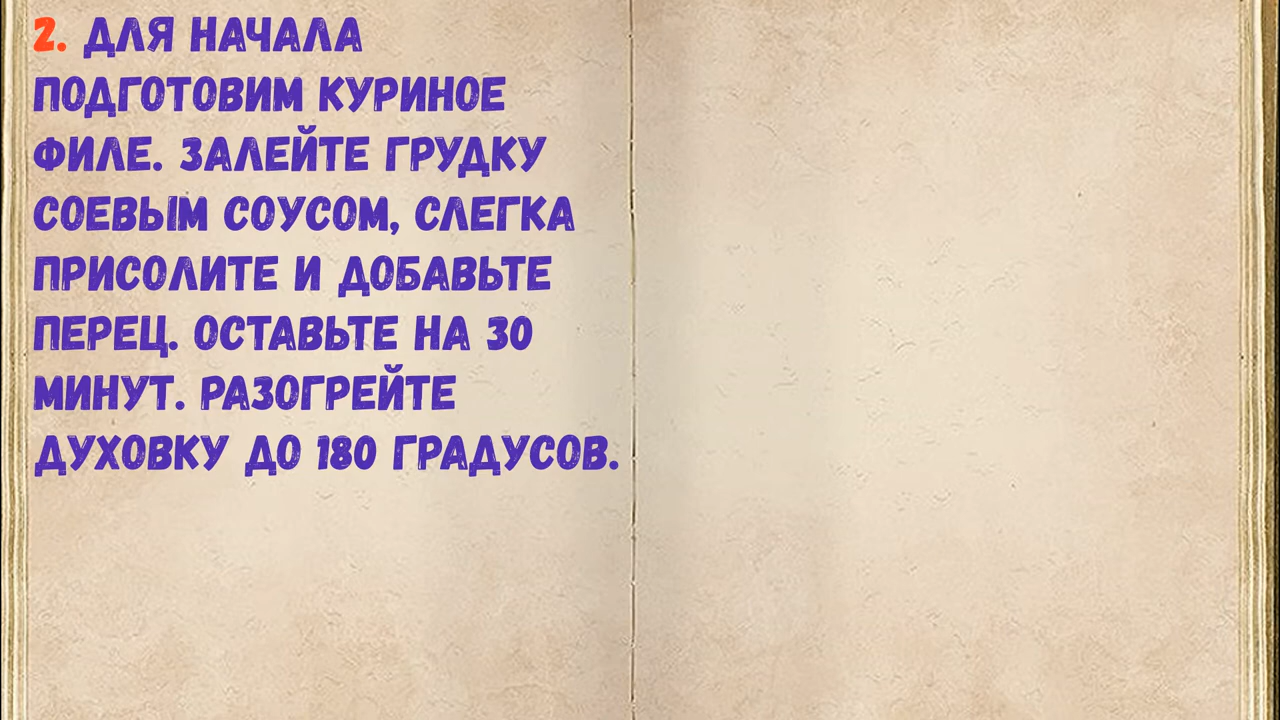 2. ДЛЯ НАЧАЛА
ПОДГОТОВИМ КУРИНОЕ
ФИЛЕ. ЗАЛЕЙТЕ ГРУДКУ
СОЕВЫМ СОУСОМ, СЛЕГКА
ПРИСОЛИТЕ И ДОБАВЬТЕ
ПЕРЕЦ. ОСТАВЬТЕ НА 30
МИНУТ. РАЗОГРЕЙТЕ
ДУХОВКУ ДО 180 ГРАДУСОВ.